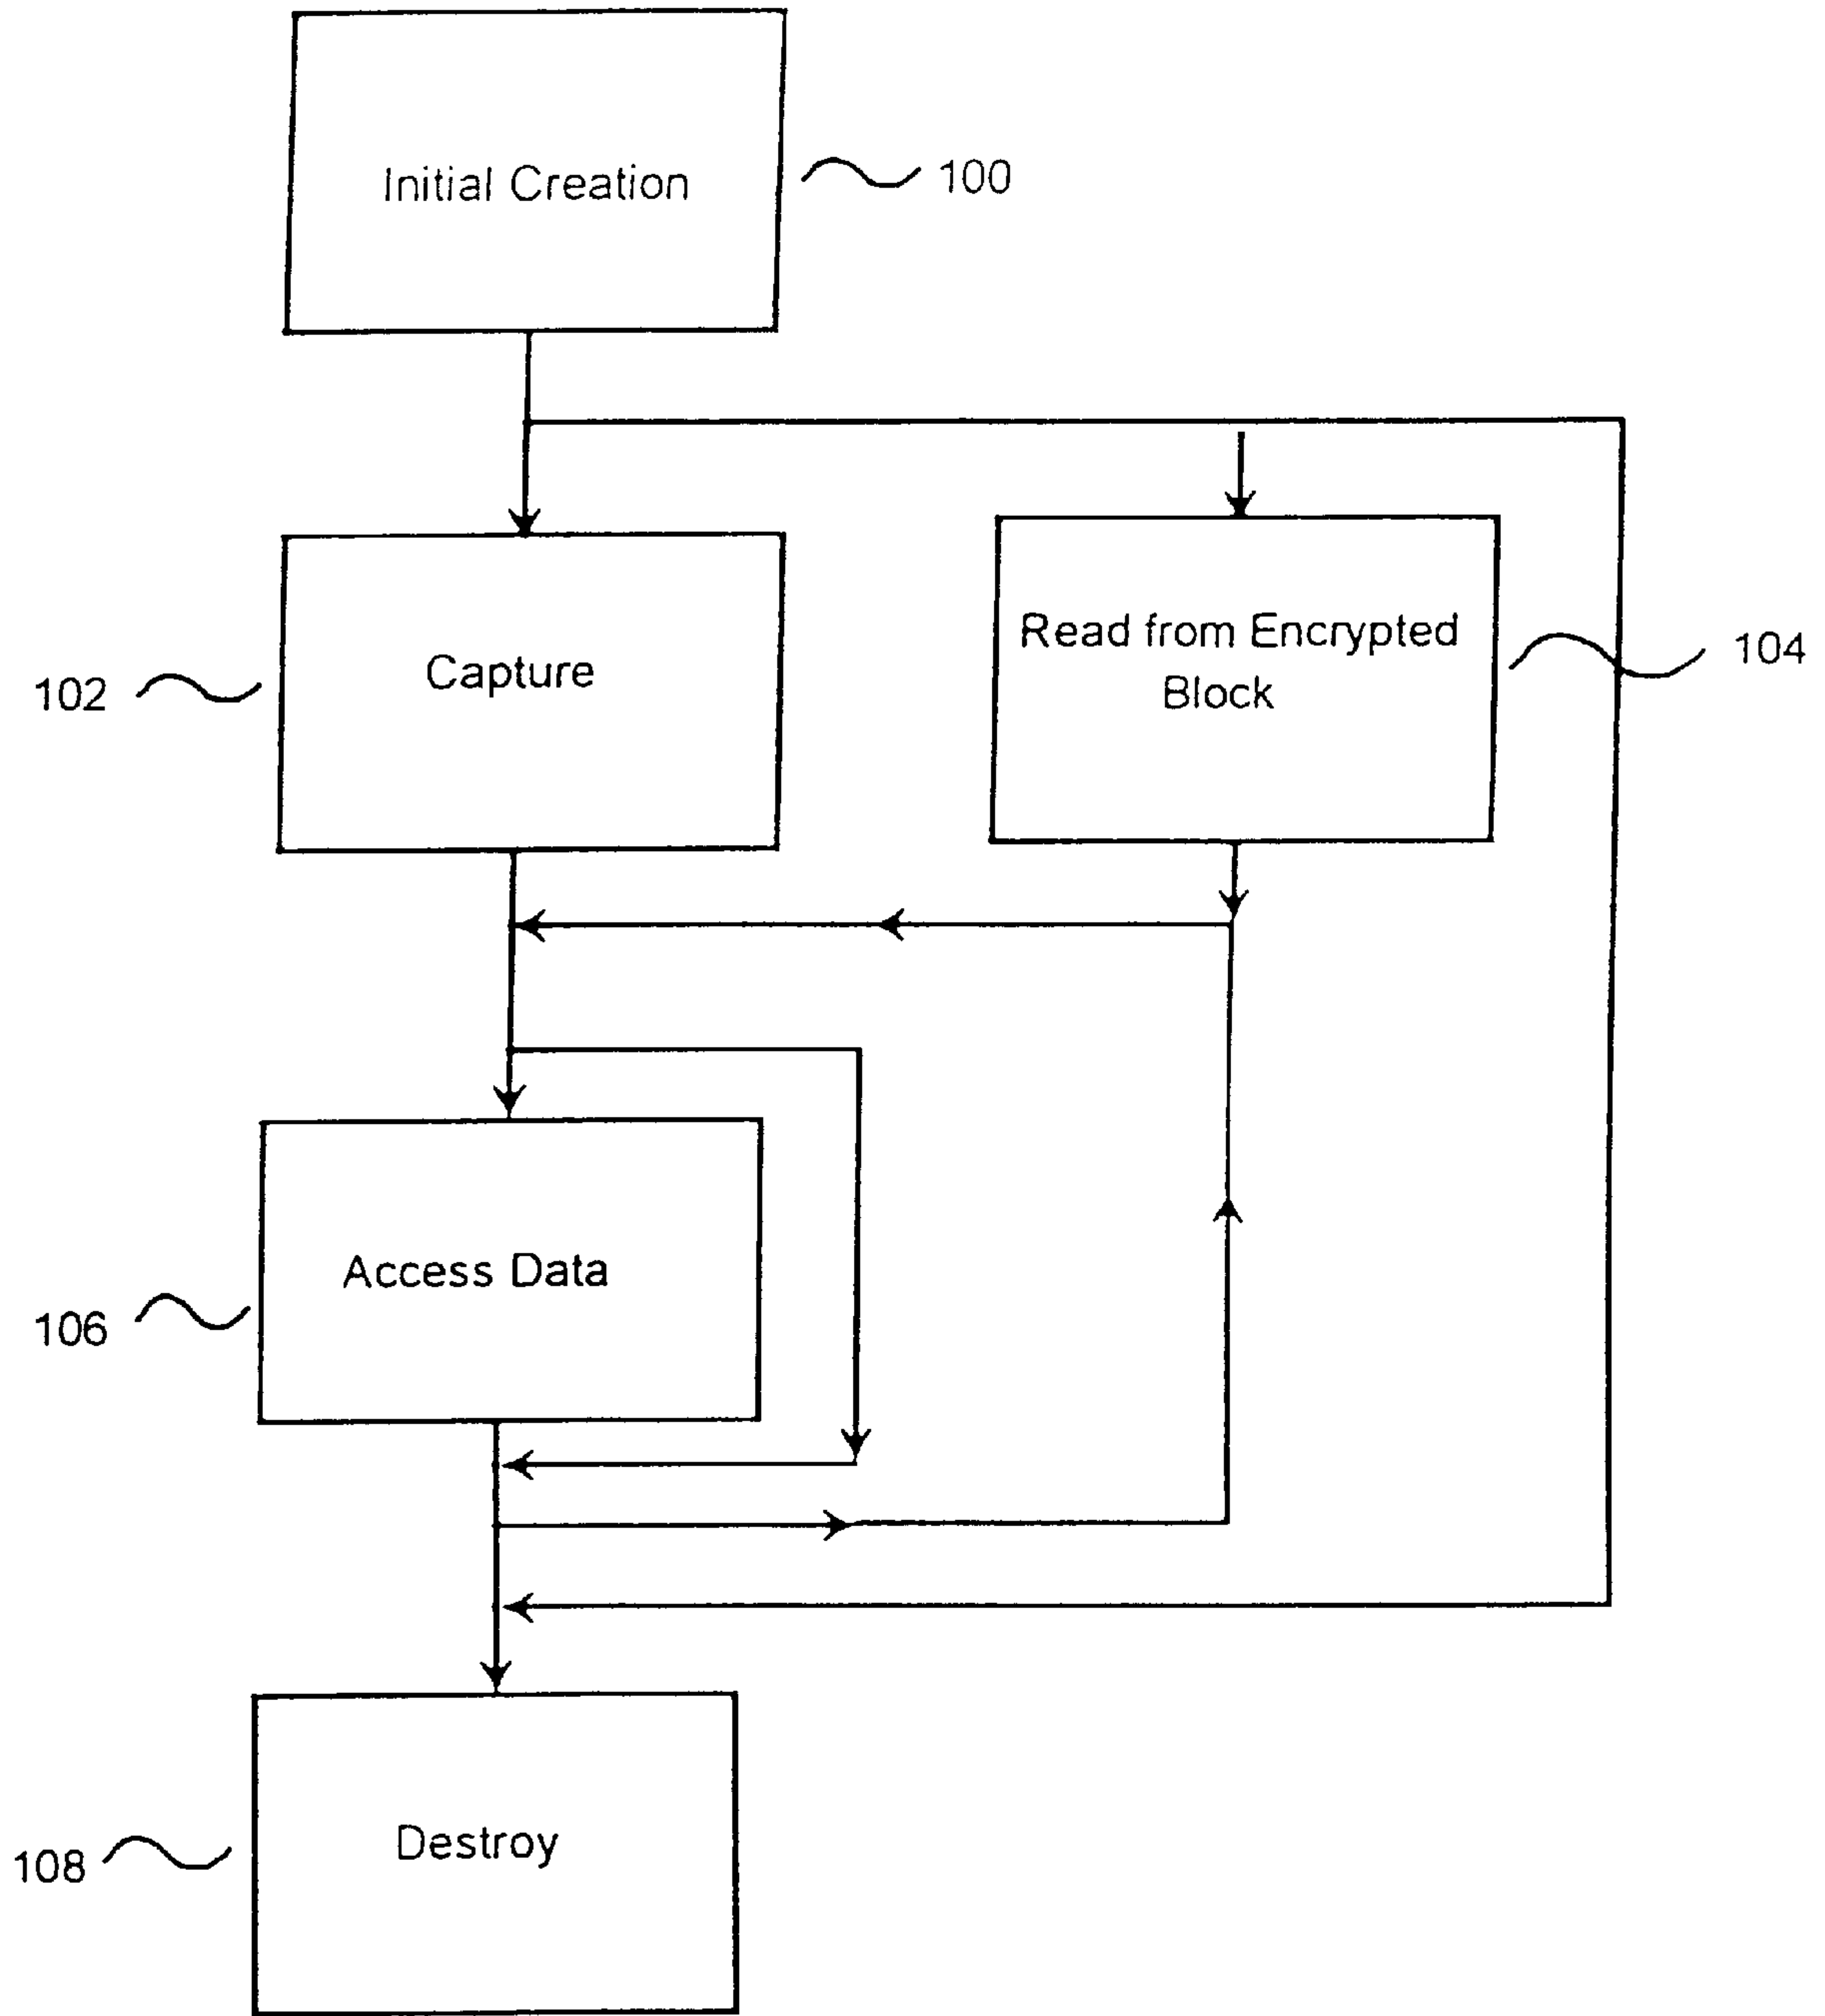 Initial Creation
100
Capture
102
Read from Encrypted
Block
104
Access Data
106
Destroy
108